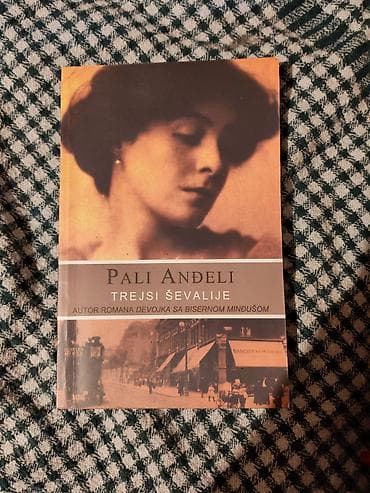 PALI ANĐELI
TREJSI ŠEVALIJE
AUTOR ROMANA DEVOJKA SA BISERNOM MINĐUŠOM